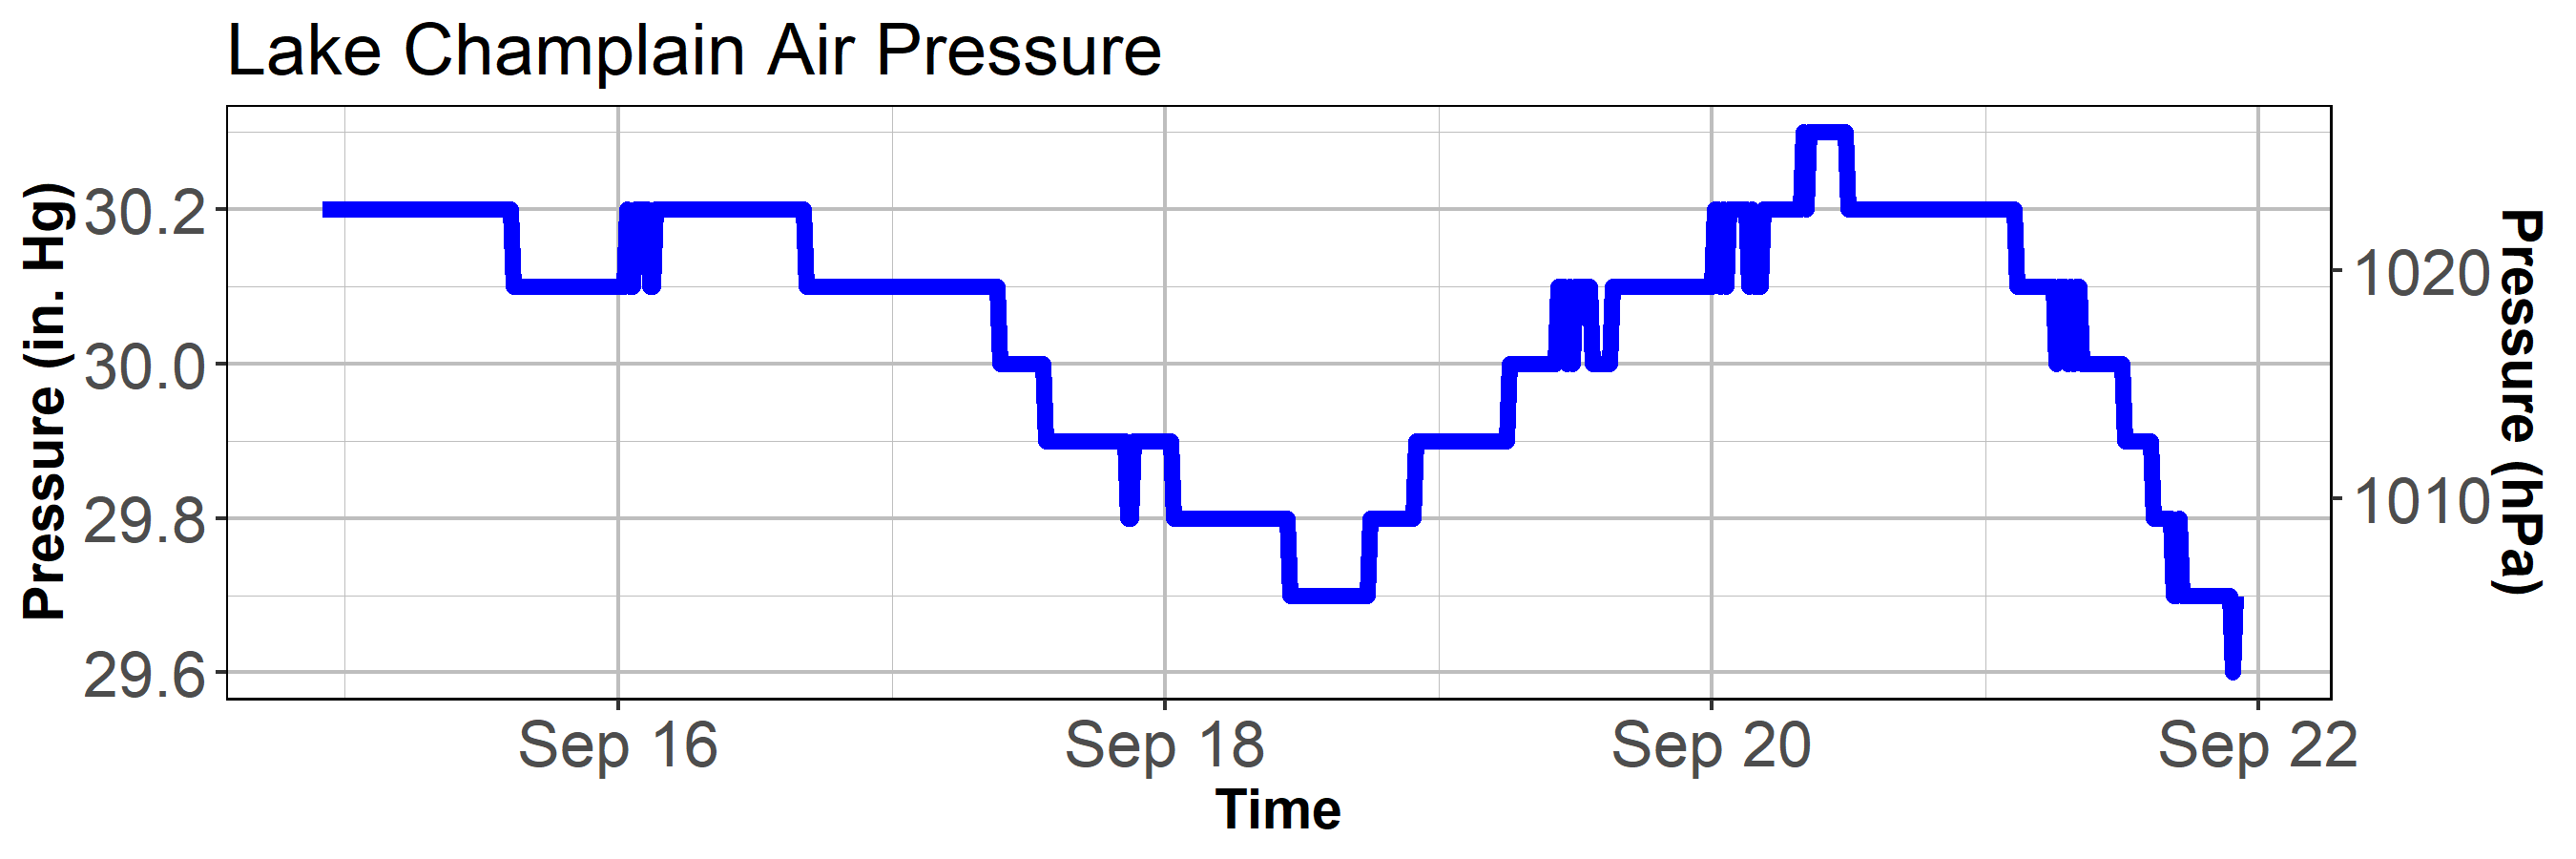 Lake Champlain Air Pressure
Pressure (in. Hg)
30.2
30.0
29.8
29.6
1020
1010
Pressure (hPa)
Sep 16
Sep 18
Sep 20
Sep 22
Time